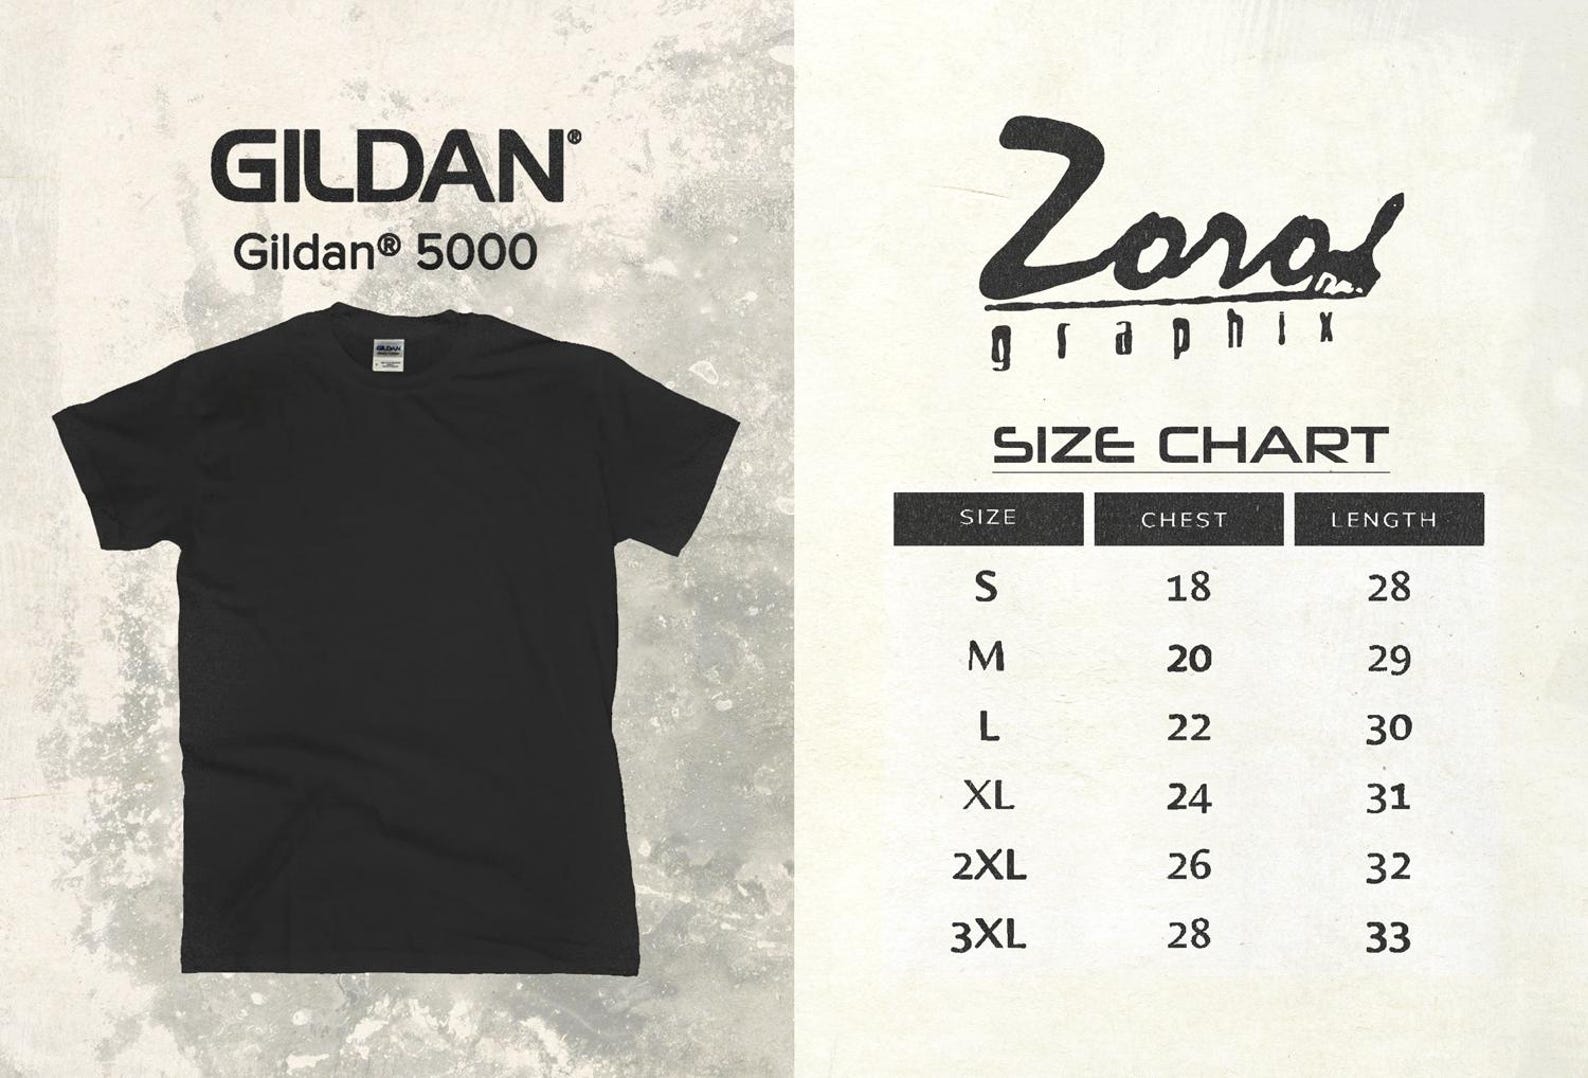 GILDAN®
Gildan® 5000
GILDAN
Zoro
graphix
SIZE CHART
SIZE CHEST LENGTH
S 18 28
M 20 29
L 22 30
XL 24 31
2XL 26 32
3XL 28 33